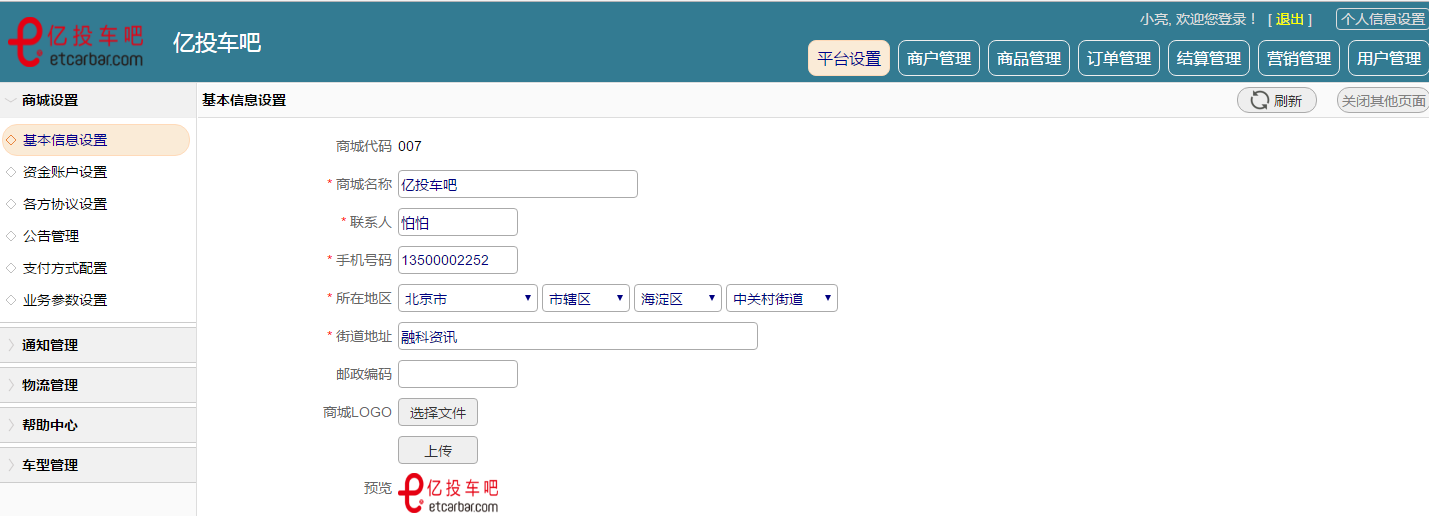 亿投车吧
etcarbar.com
亿投车吧
小亮, 欢迎您登录！ [ 退出 ] 个人信息设置
平台设置 商户管理 商品管理 订单管理 结算管理 营销管理 用户管理
商城设置
基本信息设置
资金账户设置
各方协议设置
公告管理
支付方式配置
业务参数设置
通知管理
物流管理
帮助中心
车型管理
基本信息设置 刷新 关闭其他页面
商城代码 007
* 商城名称 亿投车吧
* 联系人 怕怕
* 手机号码 13500002252
* 所在地区 北京市 市辖区 海淀区 中关村街道
* 街道地址 融科资讯
邮政编码
商城LOGO 选择文件
上传
预览 亿投车吧
etcarbar.com